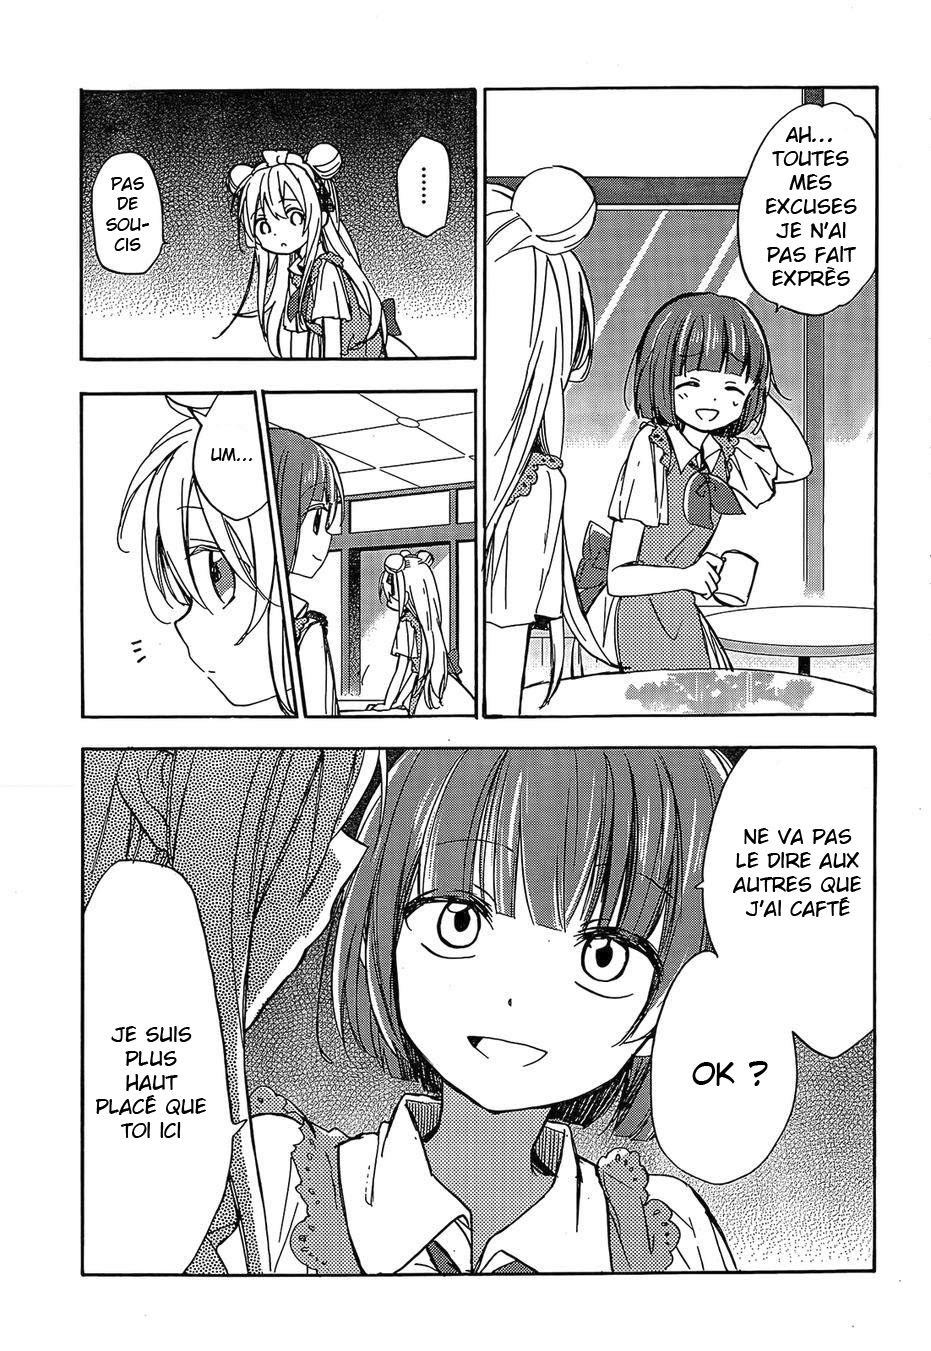 AH...
TOUTES
MES
EXCUSES
JE N'AI
PAS FAIT
EXPRÈS
......
PAS
DE
SOU-
CIS
UM...
NE VA PAS
LE DIRE AUX
AUTRES QUE
J'AI CAFTÉ
OK ?
JE SUIS
PLUS
HAUT
PLACÉ QUE
TOI ICI